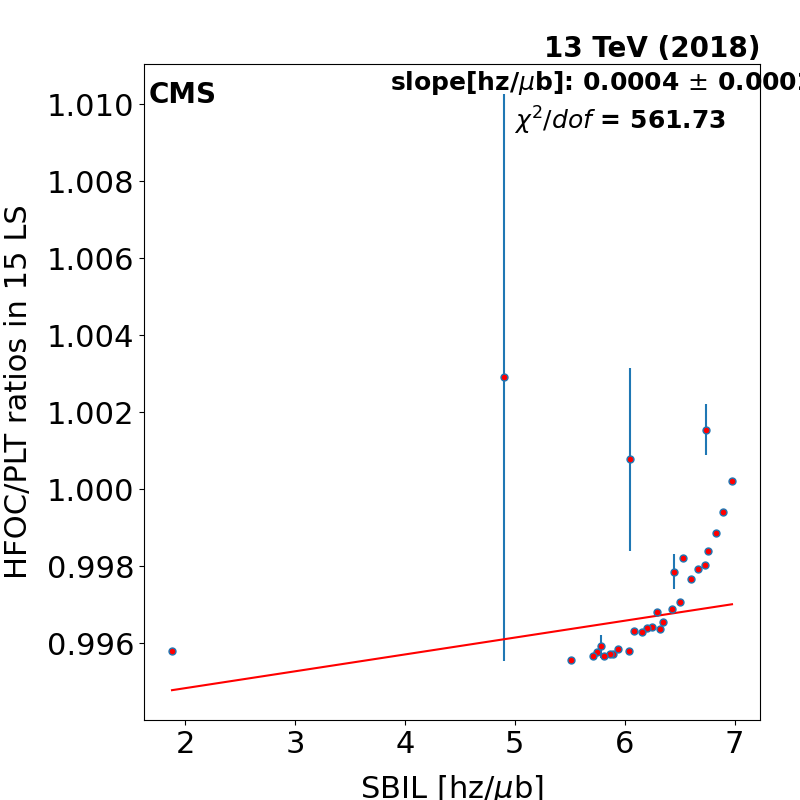 13 TeV (2018)
CMS
slope[hz/μb]: 0.0004 ±
χ²/dof = 561.73
HFOC/PLT ratios in 15 LS
1.010
1.008
1.006
1.004
1.002
1.000
0.998
0.996
2 3 4 5 6 7
SBIL [hz/μb]